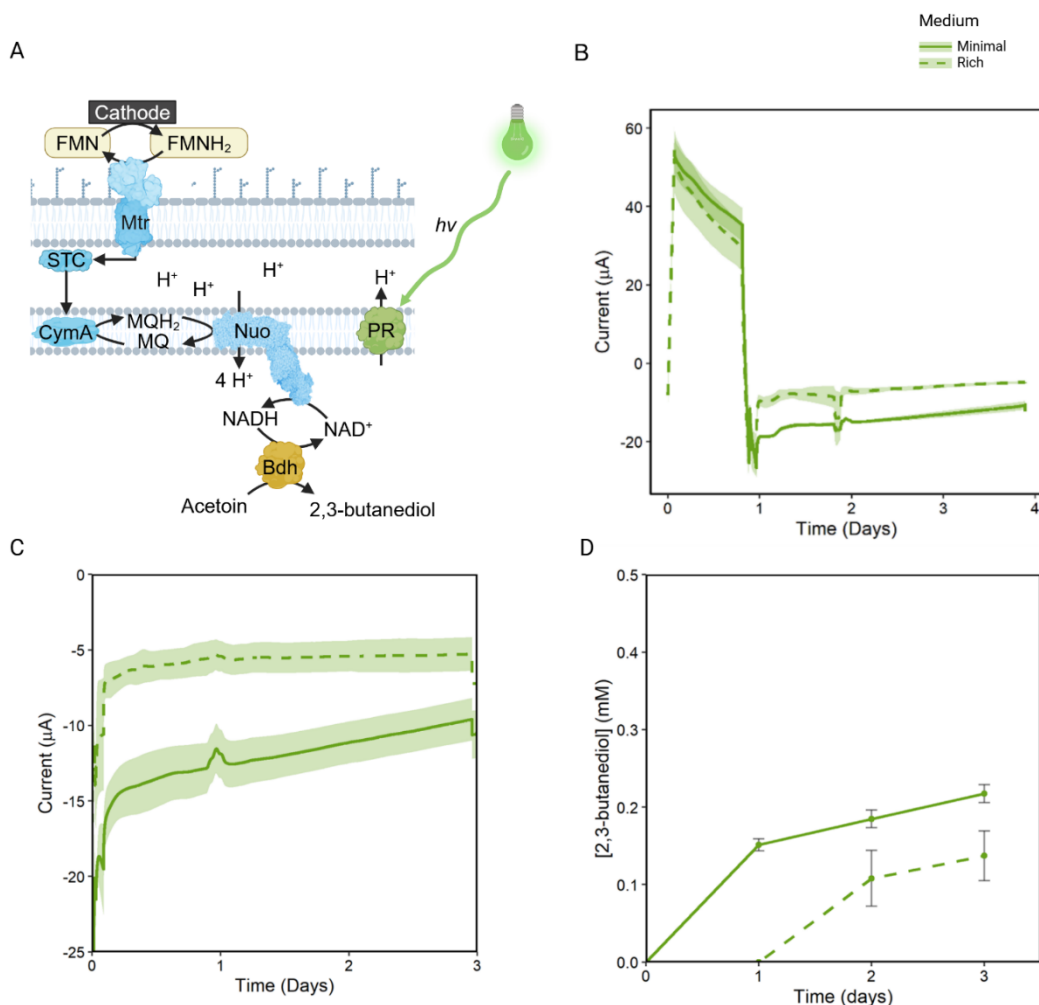 Medium
Minimal
Rich
A
Cathode
FMN
FMNH₂
Mtr
STC
H⁺
H⁺
H⁺
hν
H⁺
CymA
MQH₂
MQ
Nuo
PR
4 H⁺
NADH
NAD⁺
Bdh
Acetoin
2,3-butanediol
B
Current (µA)
60
40
20
0
-20
0
1
2
3
4
Time (Days)
C
Current (µA)
0
-5
-10
-15
-20
-25
0
1
2
3
Time (Days)
D
[2,3-butanediol] (mM)
0.5
0.4
0.3
0.2
0.1
0.0
0
1
2
3
Time (days)